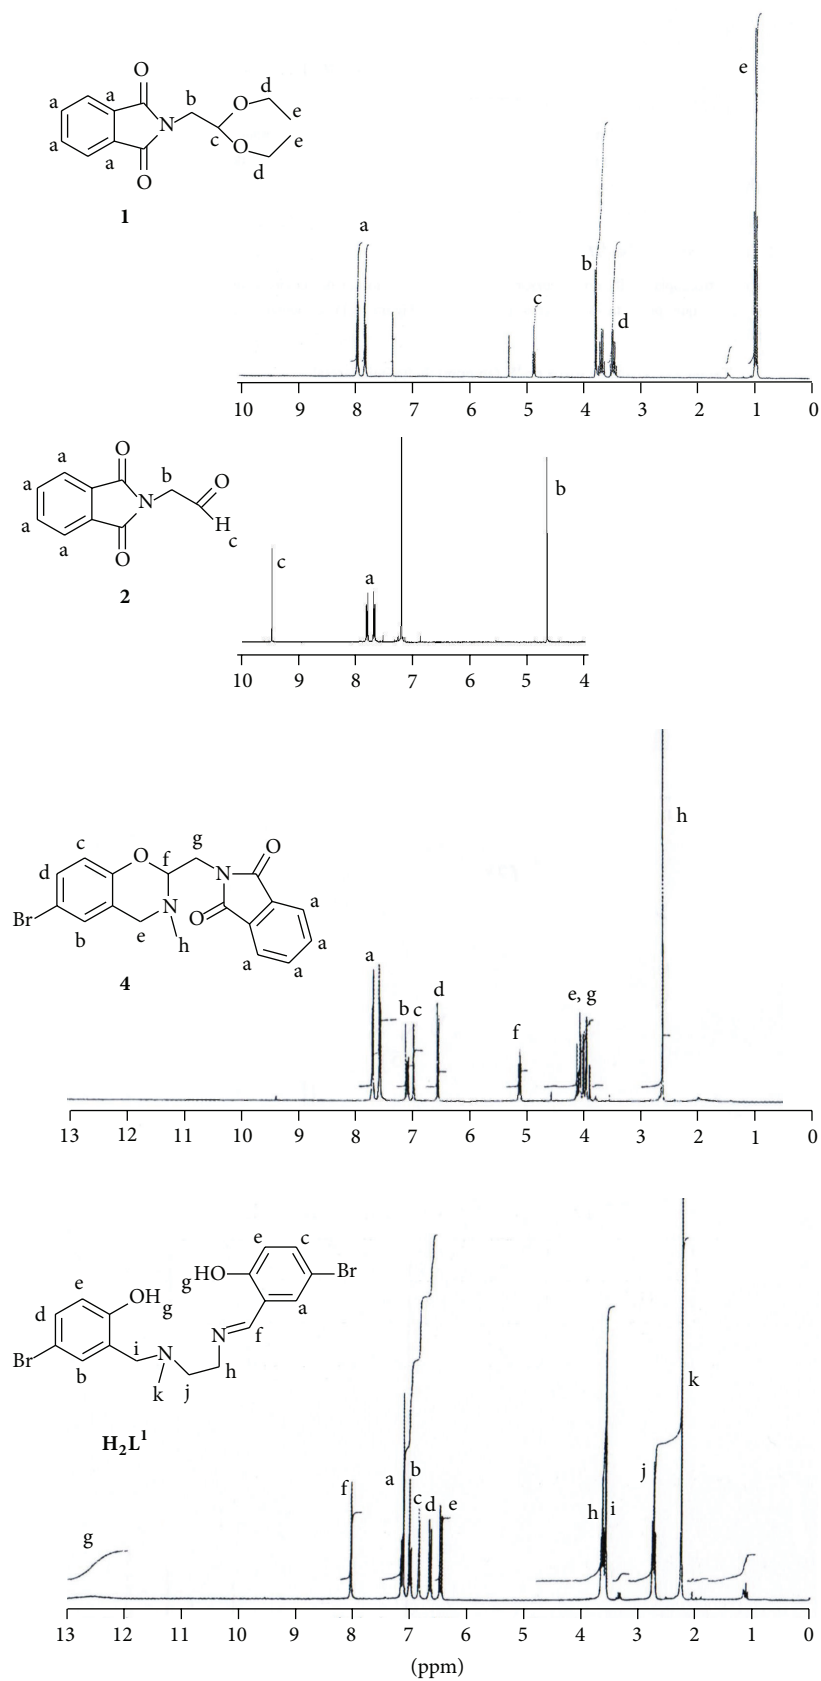 O
a a b O d e
a N c e
a a O d
O
1
a b c d e
10 9 8 7 6 5 4 3 2 1 0
O
a a b O
N
a a H c
O
2
c a b
10 9 8 7 6 5 4
c O f g O
d N
Br N O a
b e h a a a
4
a b c d f e, g h
13 12 11 10 9 8 7 6 5 4 3 2 1 0
e c
HO g Br
e OH g a
d N f
Br i N h
b k j
H2L1
g f a b c d e h i j k
13 12 11 10 9 8 7 6 5 4 3 2 1 0
(ppm)